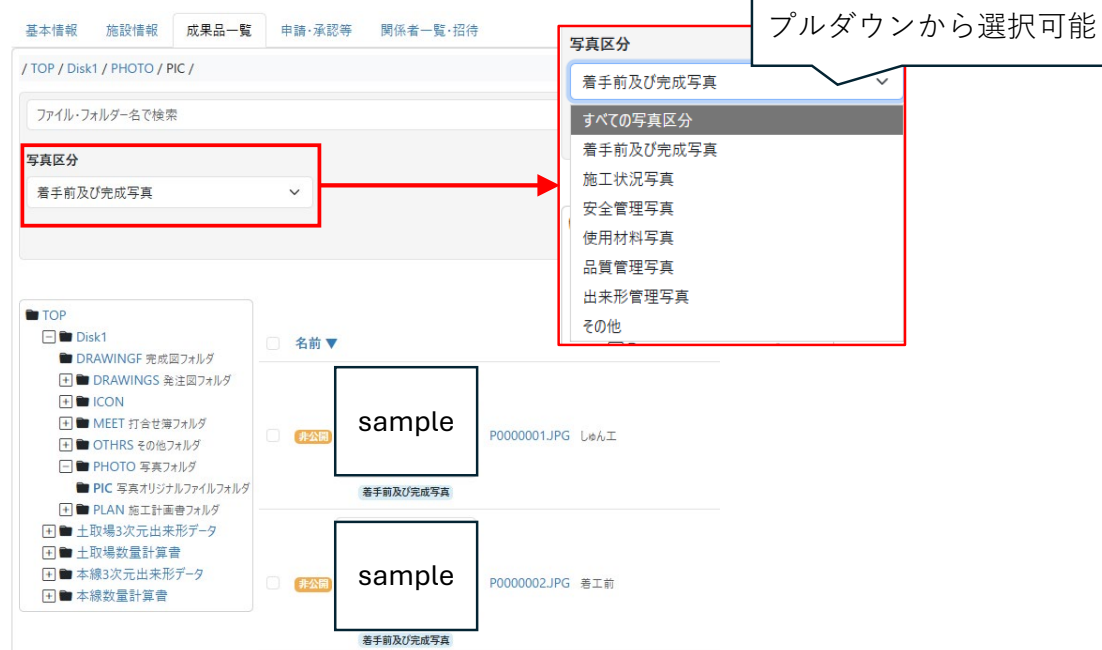 プルダウンから選択可能
基本情報 施設情報 成果品一覧 申請・承認等 関係者一覧・招待
/ TOP / Disk1 / PHOTO / PIC /
ファイル・フォルダー名で検索
写真区分
着手前及び完成写真
写真区分
着手前及び完成写真
すべての写真区分
着手前及び完成写真
施工状況写真
安全管理写真
使用材料写真
品質管理写真
出来形管理写真
その他
TOP
Disk1
DRAWINGF 完成図フォルダ
DRAWINGS 発注図フォルダ
ICON
MEET 打合せ簿フォルダ
OTHRS その他フォルダ
PHOTO 写真フォルダ
PIC 写真オリジナルファイルフォルダ
PLAN 施工計画書フォルダ
土取場3次元出来形データ
土取場数量計算書
本線3次元出来形データ
本線数量計算書
名前▼
非公開 sample P0000001.JPG しゅん工
着手前及び完成写真
非公開 sample P0000002.JPG 着工前
着手前及び完成写真